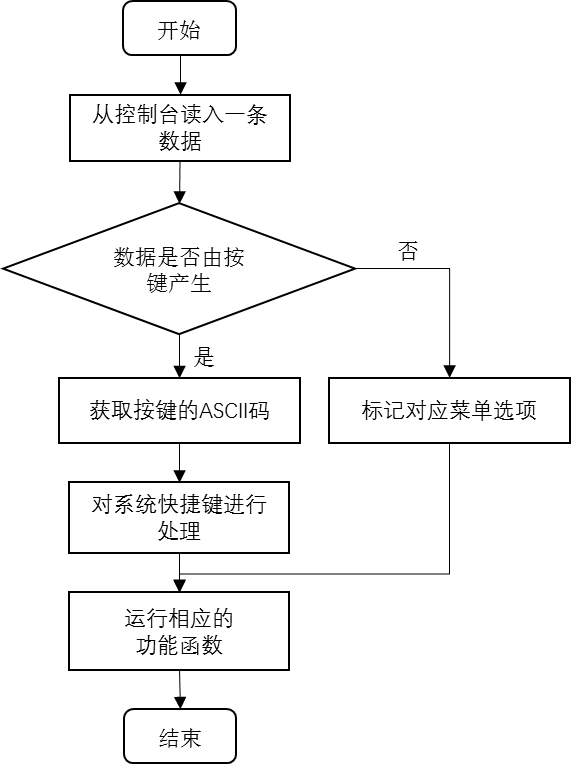 开始
从控制台读入一条
数据
数据是否由按
键产生
否
是
获取按键的ASCII码
标记对应菜单选项
对系统快捷键进行
处理
运行相应的
功能函数
结束